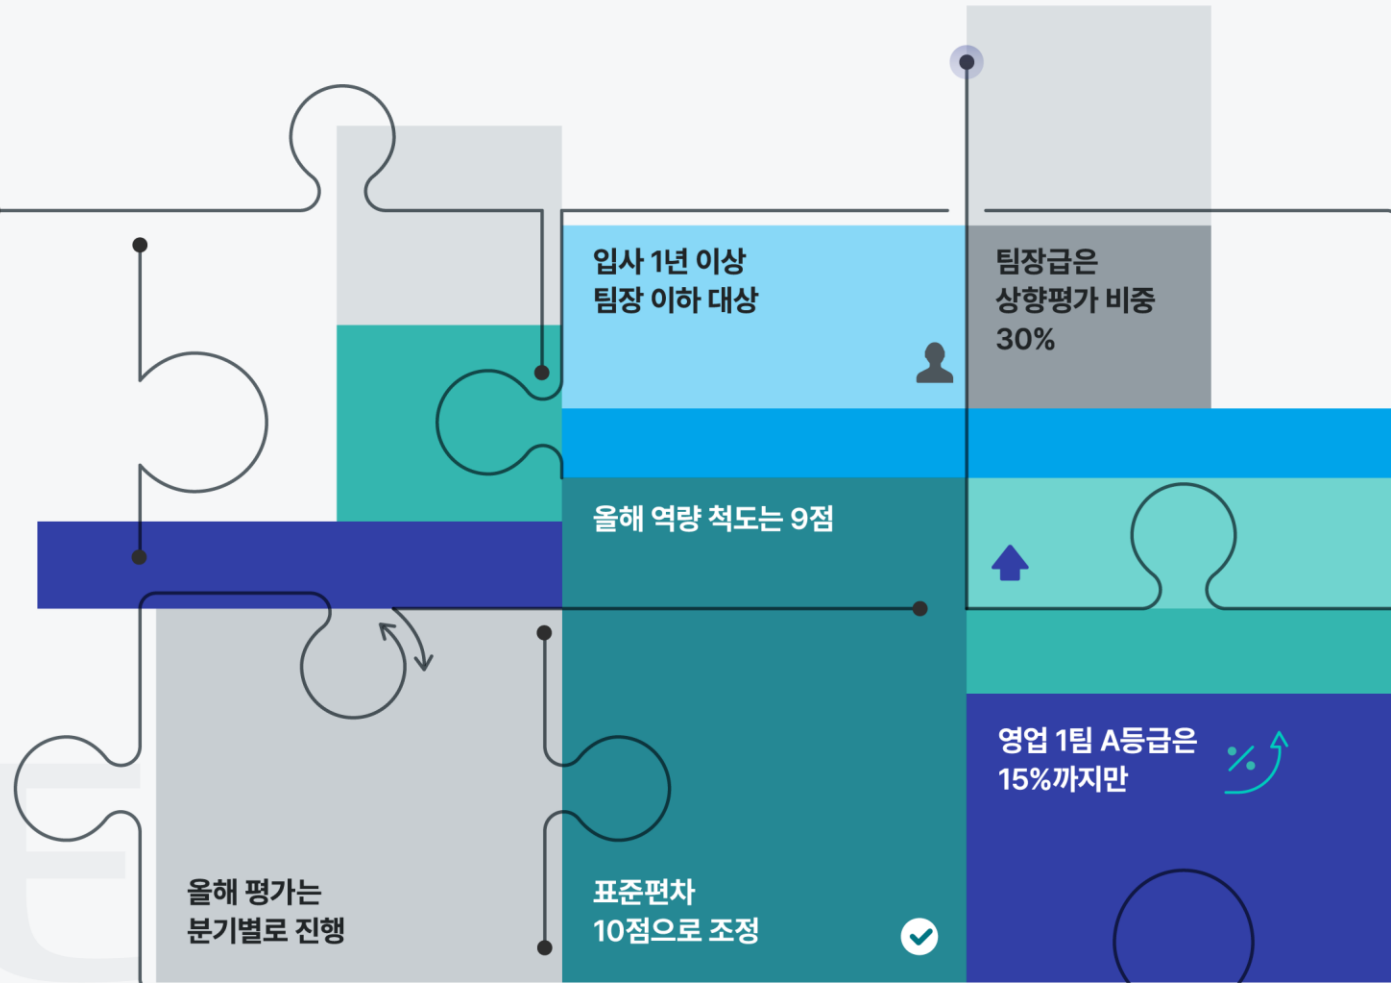 입사 1년 이상
팀장 이하 대상
팀장급은
상향평가 비중
30%
올해 역량 척도는 9점
영업 1팀 A등급은
15%까지만
올해 평가는
분기별로 진행
표준편차
10점으로 조정